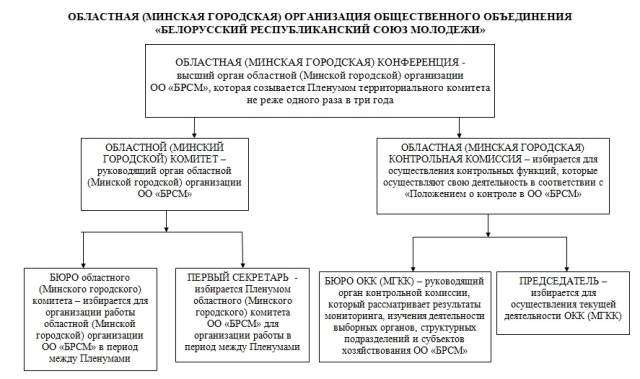 ОБЛАСТНАЯ (МИНСКАЯ ГОРОДСКАЯ) ОРГАНИЗАЦИЯ ОБЩЕСТВЕННОГО ОБЪЕДИНЕНИЯ
«БЕЛОРУССКИЙ РЕСПУБЛИКАНСКИЙ СОЮЗ МОЛОДЕЖИ»
ОБЛАСТНАЯ (МИНСКАЯ ГОРОДСКАЯ) КОНФЕРЕНЦИЯ -
высший орган областной (Минской городской) организации
ОО «БРСМ», которая созывается Пленумом территориального комитета
не реже одного раза в три года
ОБЛАСТНОЙ (МИНСКИЙ
ГОРОДСКОЙ) КОМИТЕТ –
руководящий орган областной
(Минской городской) организации
ОО «БРСМ»
ОБЛАСТНАЯ (МИНСКАЯ ГОРОДСКАЯ)
КОНТРОЛЬНАЯ КОМИССИЯ – избирается для
осуществления контрольных функций, которые
осуществляют свою деятельность в соответствии с
«Положением о контроле в ОО «БРСМ»
БЮРО областного
(Минского городского)
комитета – избирается для
организации работы
областной (Минской
городской) организации
ОО «БРСМ» в период
между Пленумами
ПЕРВЫЙ СЕКРЕТАРЬ -
избирается Пленумом
областного (Минского
городского) комитета
ОО «БРСМ» для
организации работы в
период между Пленумами
БЮРО ОКК (МГКК) – руководящий
орган контрольной комиссии,
который рассматривает результаты
мониторинга, изучения деятельности
выборных органов, структурных
подразделений и субъектов
хозяйствования ОО «БРСМ»
ПРЕДСЕДАТЕЛЬ –
избирается для
осуществления текущей
деятельности ОКК (МГКК)